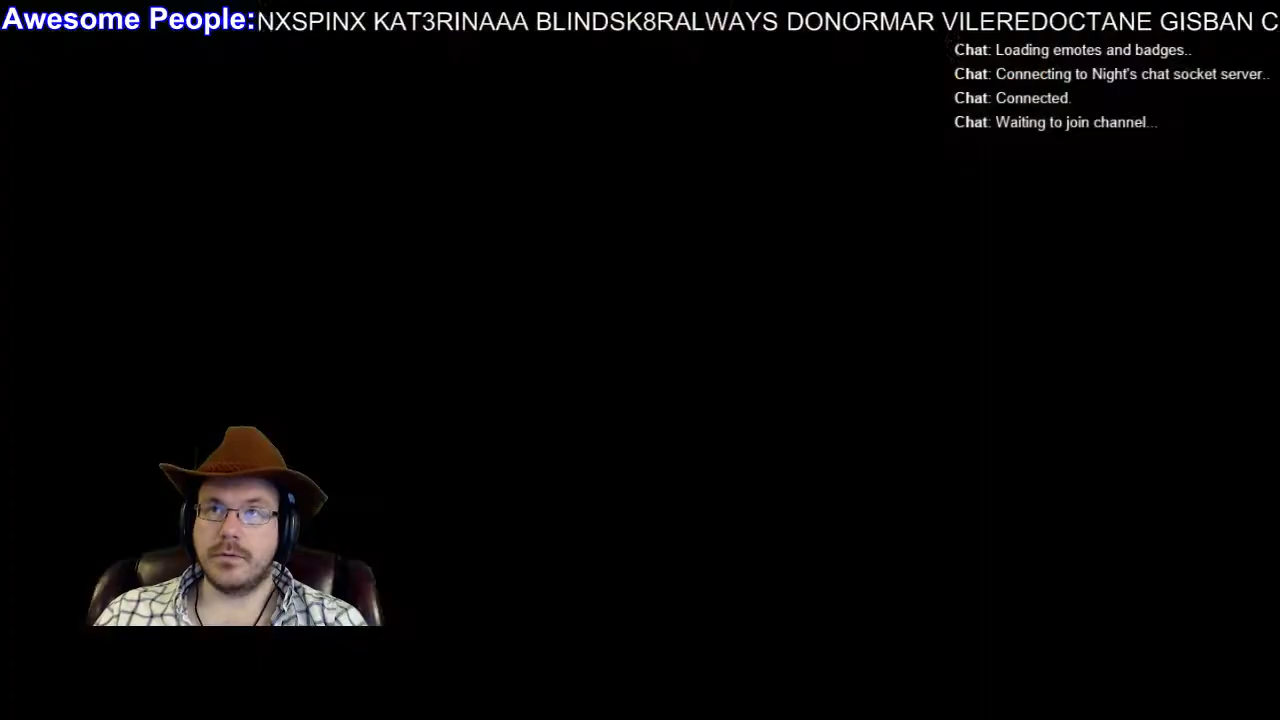 Awesome People: NXSPINX KAT3RINAAA BLINDSK8RALWAYS DONORMAR VILEREDOCTANE GISBAN C
Chat: Loading emotes and badges..
Chat: Connecting to Night's chat socket server..
Chat: Connected.
Chat: Waiting to join channel...